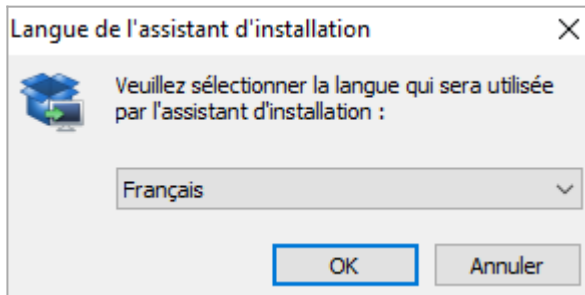 Langue de l'assistant d'installation
Veuillez sélectionner la langue qui sera utilisée
par l'assistant d'installation :
Français
OK Annuler